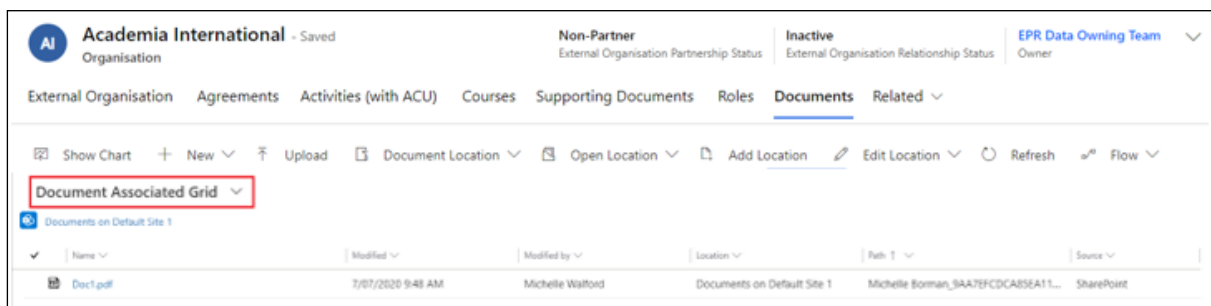 AI Academia International - Saved Non-Partner Inactive EPR Data Owning Team
Organisation External Organisation Partnership Status External Organisation Relationship Status Owner
External Organisation Agreements Activities (with ACU) Courses Supporting Documents Roles Documents Related
Show Chart New Upload Document Location Open Location Add Location Edit Location Refresh Flow
Document Associated Grid
Documents on Default Site 1
Name Modified Modified by Location Path ↑ Source
Doc1.pdf 7/07/2020 9:48 AM Michelle Walford Documents on Default Site 1 Michelle Borman_9AA7EFCDCA85EA11... SharePoint